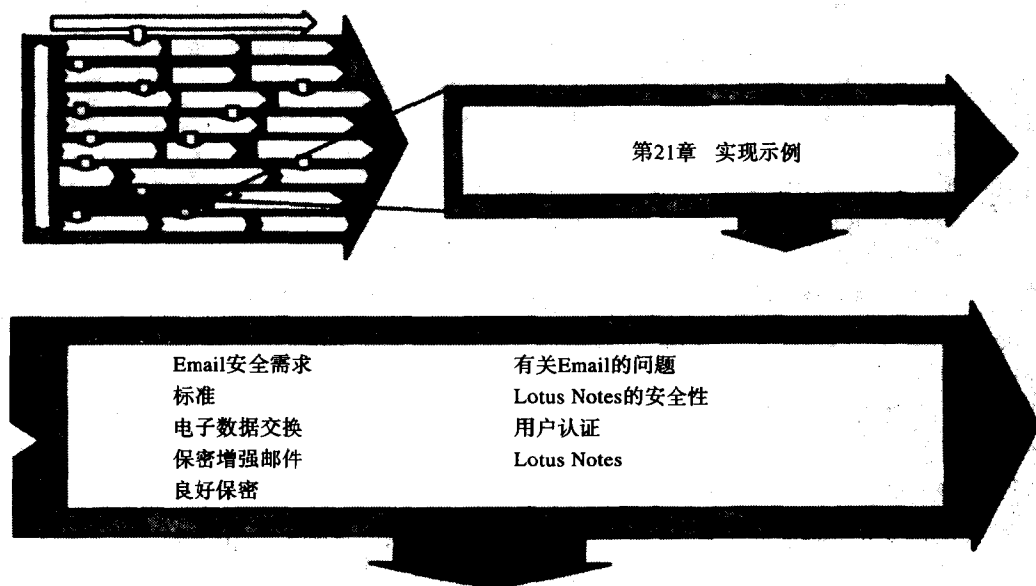 第21章 实现示例
Email安全需求
标准
电子数据交换
保密增强邮件
良好保密
有关Email的问题
Lotus Notes的安全性
用户认证
Lotus Notes